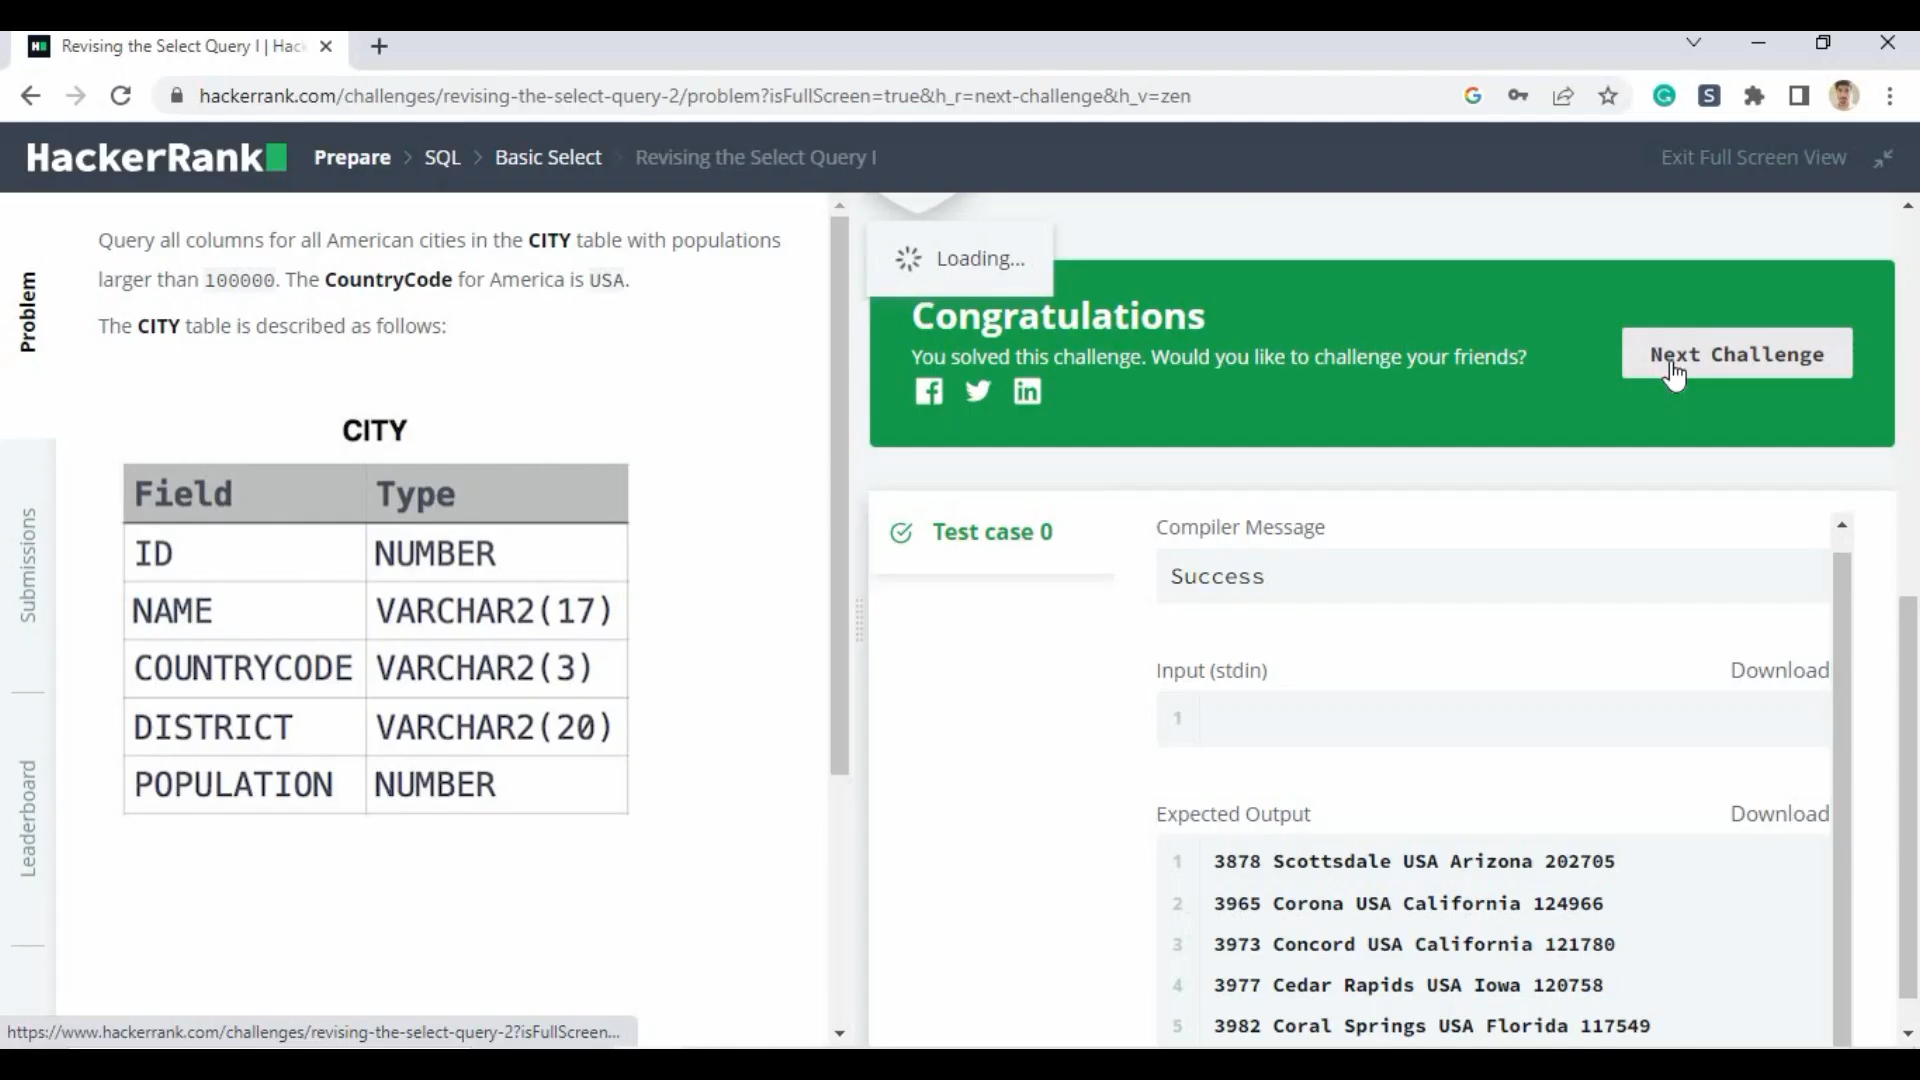 Revising the Select Query I | Hac
hackerrank.com/challenges/revising-the-select-query-2/problem?isFullScreen=true&h_r=next-challenge&h_v=zen
HackerRank
Prepare > SQL > Basic Select > Revising the Select Query I
Exit Full Screen View
Problem
Submissions
Leaderboard
Query all columns for all American cities in the CITY table with populations
larger than 100000. The CountryCode for America is USA.
The CITY table is described as follows:
CITY
Field Type
ID NUMBER
NAME VARCHAR2(17)
COUNTRYCODE VARCHAR2(3)
DISTRICT VARCHAR2(20)
POPULATION NUMBER
https://www.hackerrank.com/challenges/revising-the-select-query-2?isFullScreen...
Loading...
Congratulations
You solved this challenge. Would you like to challenge your friends?
Next Challenge
Test case 0
Compiler Message
Success
Input (stdin) Download
1
Expected Output Download
1 3878 Scottsdale USA Arizona 202705
2 3965 Corona USA California 124966
3 3973 Concord USA California 121780
4 3977 Cedar Rapids USA Iowa 120758
5 3982 Coral Springs USA Florida 117549